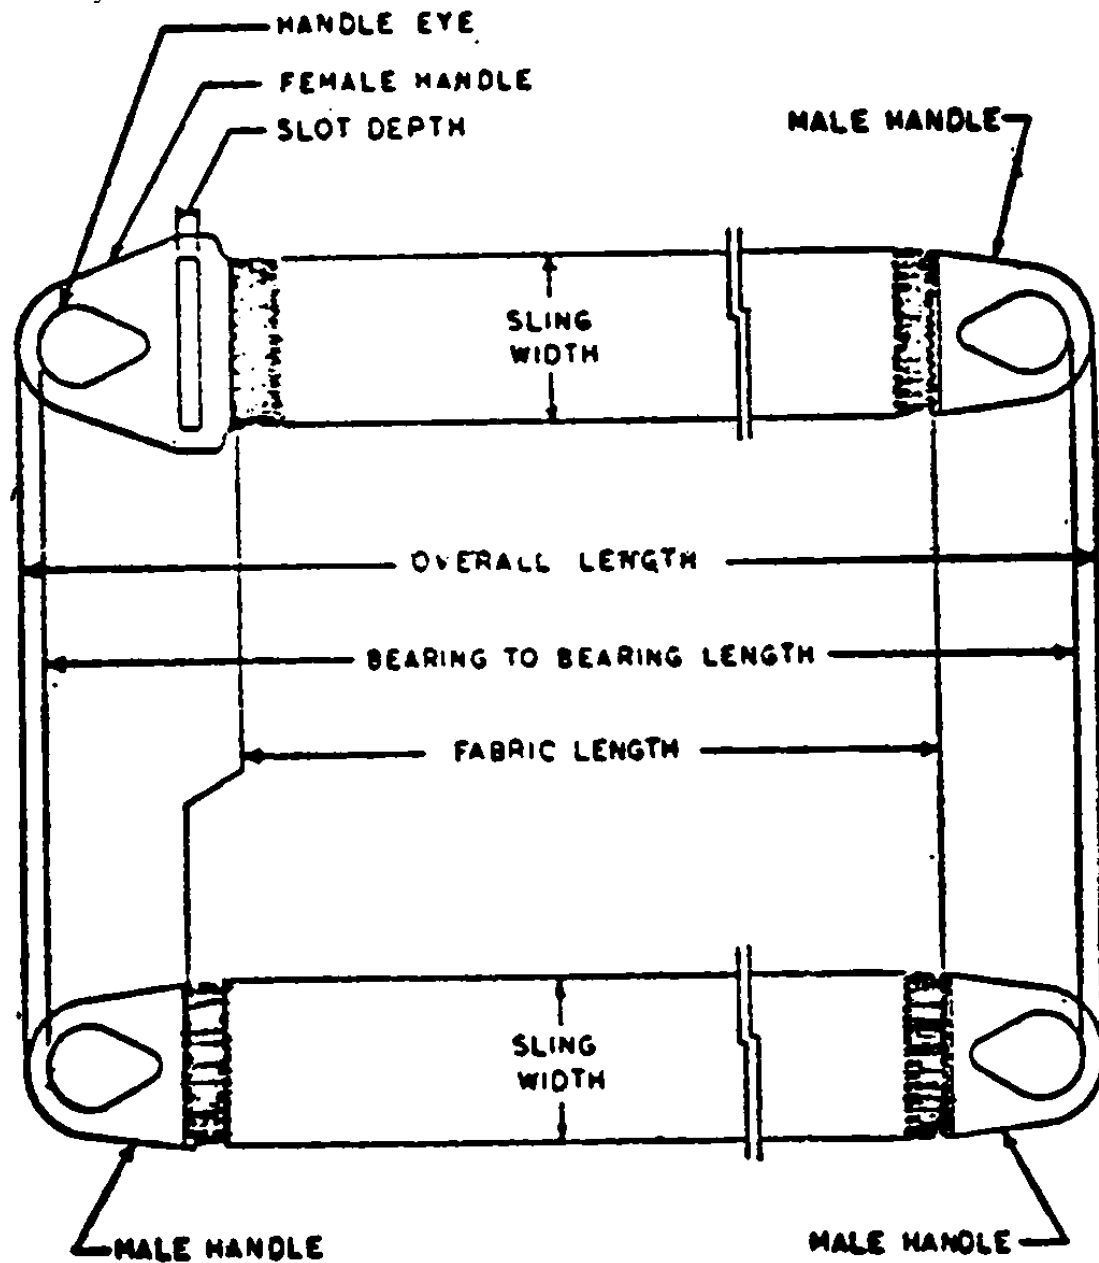 HANDLE EYE
FEMALE HANDLE
SLOT DEPTH
MALE HANDLE
SLING
WIDTH
OVERALL LENGTH
BEARING TO BEARING LENGTH
FABRIC LENGTH
SLING
WIDTH
MALE HANDLE
MALE HANDLE